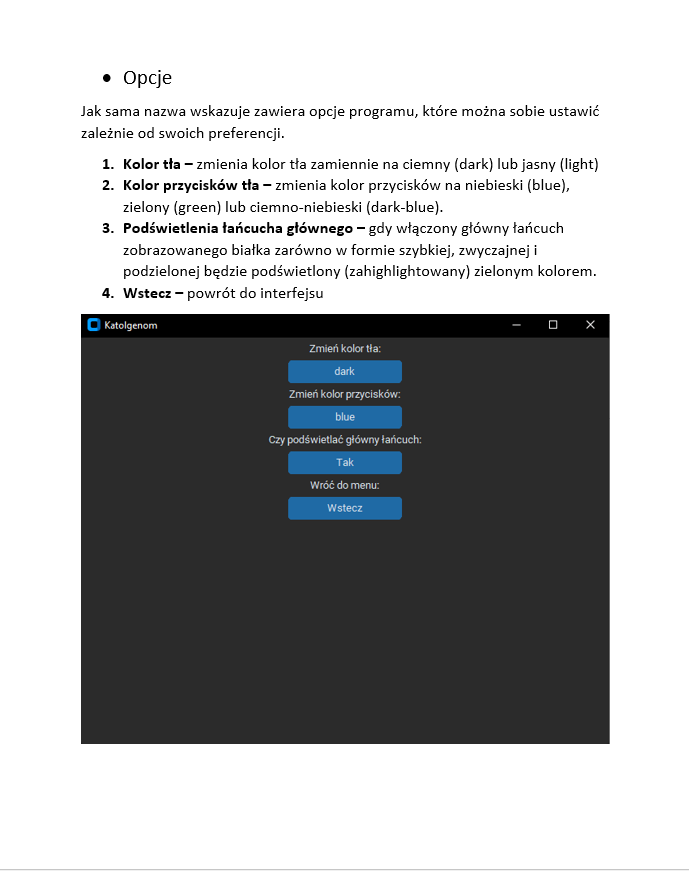 • Opcje
Jak sama nazwa wskazuje zawiera opcje programu, które można sobie ustawić
zależnie od swoich preferencji.
1. Kolor tła – zmienia kolor tła zamiennie na ciemny (dark) lub jasny (light)
2. Kolor przycisków tła – zmienia kolor przycisków na niebieski (blue),
zielony (green) lub ciemno-niebieski (dark-blue).
3. Podświetlenia łańcucha głównego – gdy włączony główny łańcuch
zobrazowanego białka zarówno w formie szybkiej, zwyczajnej i
podzielonej będzie podświetlony (zahighlightowany) zielonym kolorem.
4. Wstecz – powrót do interfejsu
Katolgenom
Zmień kolor tła:
dark
Zmień kolor przycisków:
blue
Czy podświetlać główny łańcuch:
Tak
Wróć do menu:
Wstecz